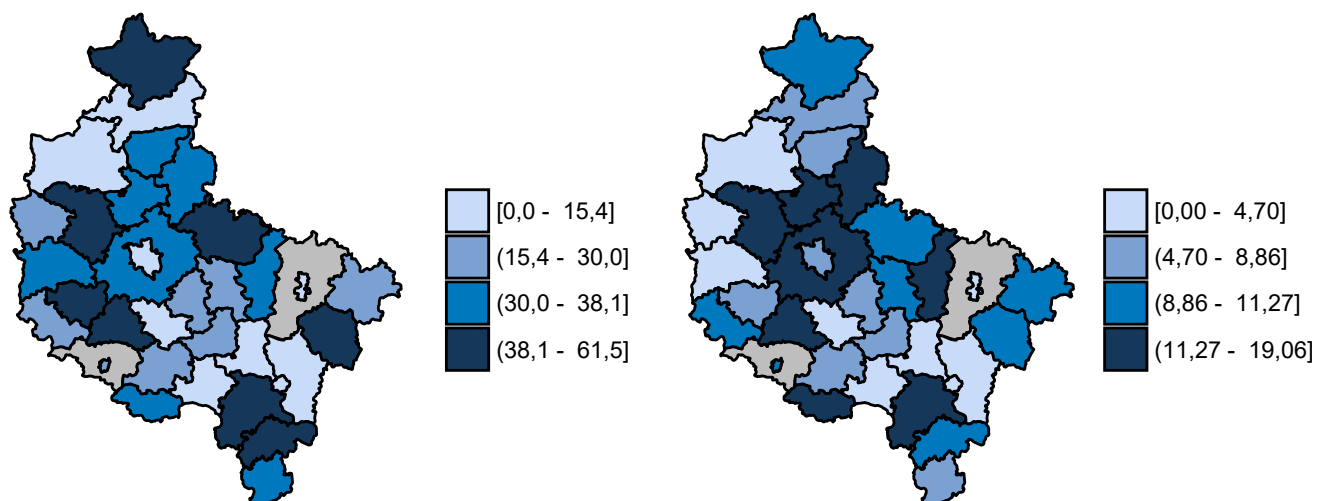 [0,0 - 15,4]
(15,4 - 30,0]
(30,0 - 38,1]
(38,1 - 61,5]
[0,00 - 4,70]
(4,70 - 8,86]
(8,86 - 11,27]
(11,27 - 19,06]